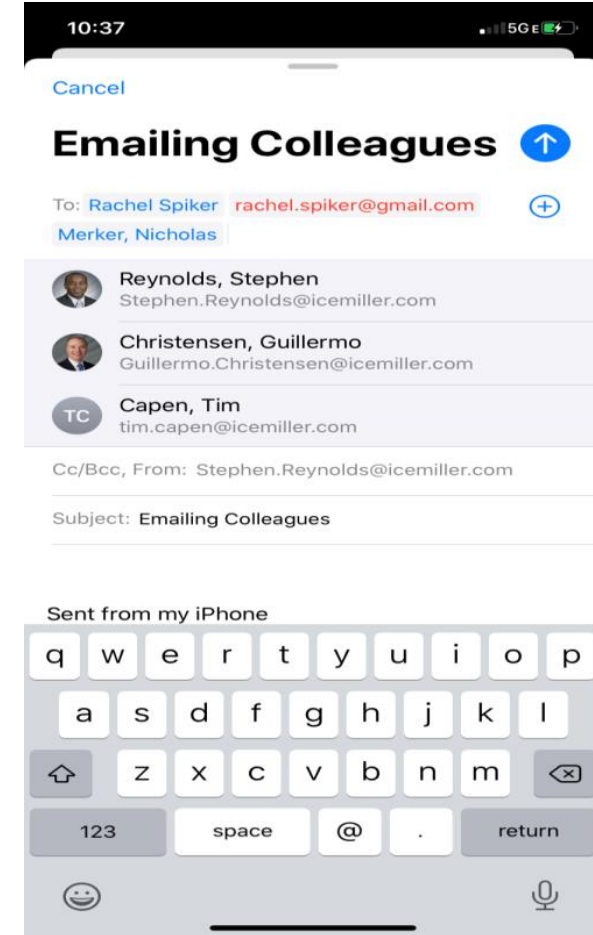 10:37 5G E
Cancel
Emailing Colleagues
To: Rachel Spiker rachel.spiker@gmail.com
Merker, Nicholas
Reynolds, Stephen
Stephen.Reynolds@icemiller.com
Christensen, Guillermo
Guillermo.Christensen@icemiller.com
TC Capen, Tim
tim.capen@icemiller.com
Cc/Bcc, From: Stephen.Reynolds@icemiller.com
Subject: Emailing Colleagues
Sent from my iPhone
q w e r t y u i o p
a s d f g h j k l
z x c v b n m
123 space @ . return